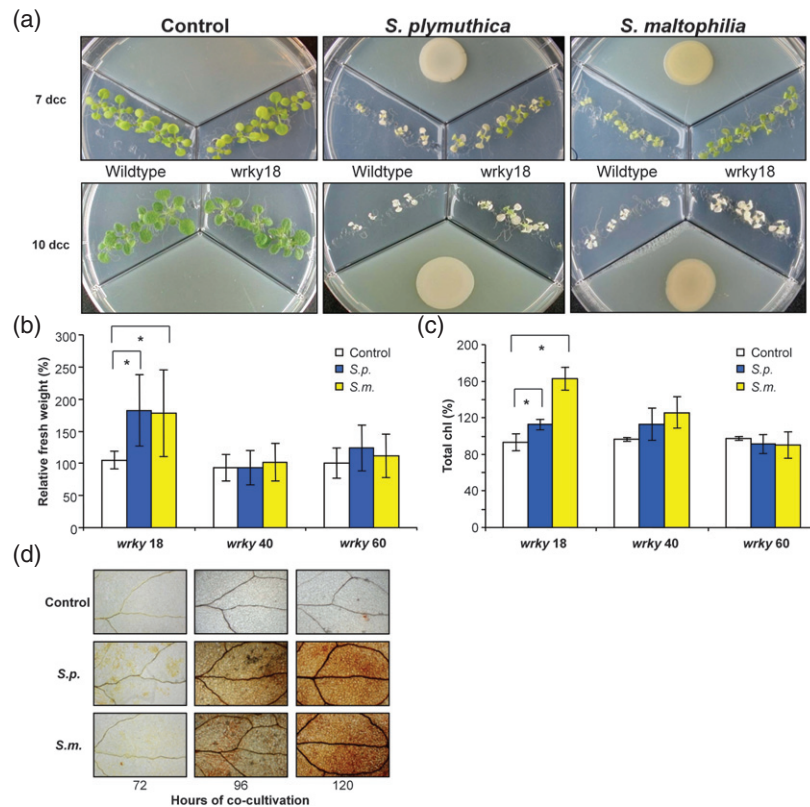 (a)
Control
S. plymuthica
S. maltophilia
7 dcc
Wildtype
wrky18
Wildtype
wrky18
Wildtype
wrky18
10 dcc
(b)
Relative fresh weight (%)
300
250
200
150
100
50
0
*
*
Control
S.p.
S.m.
wrky 18
wrky 40
wrky 60
(c)
Total chl (%)
200
160
120
80
40
0
*
*
Control
S.p.
S.m.
wrky 18
wrky 40
wrky 60
(d)
Control
S.p.
S.m.
72
96
120
Hours of co-cultivation